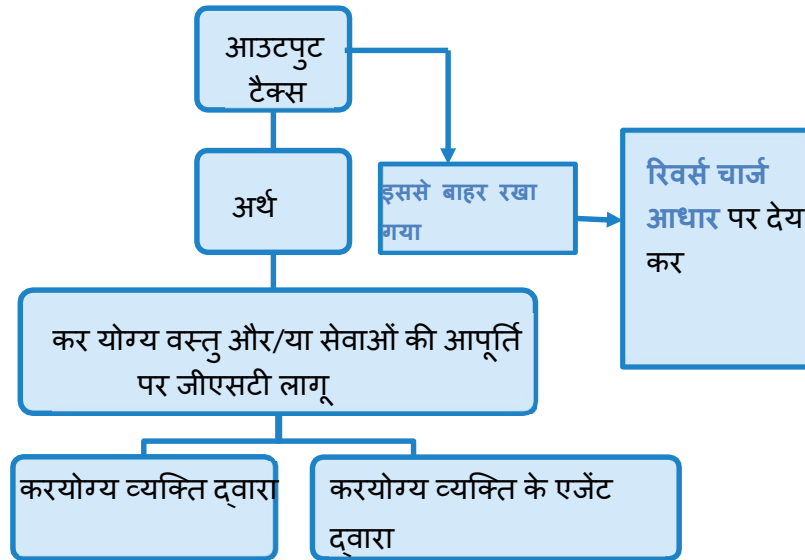 आउटपुट
टैक्स
अर्थ
इससे बाहर रखा
गया
रिवर्स चार्ज
आधार पर देय
कर
कर योग्य वस्तु और/या सेवाओं की आपूर्ति
पर जीएसटी लागू
करयोग्य व्यक्ति द्वारा
करयोग्य व्यक्ति के एजेंट
द्वारा